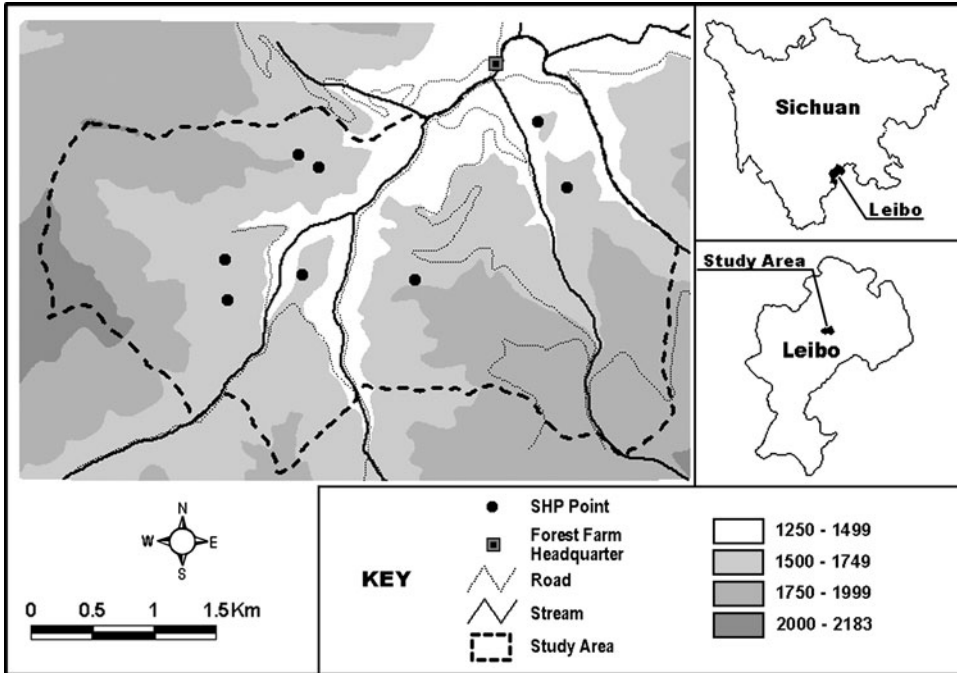 Sichuan
Leibo
Study Area
Leibo
N
W E
S
0 0.5 1 1.5Km
KEY
SHP Point
Forest Farm
Headquarter
Road
Stream
Study Area
1250 - 1499
1500 - 1749
1750 - 1999
2000 - 2183